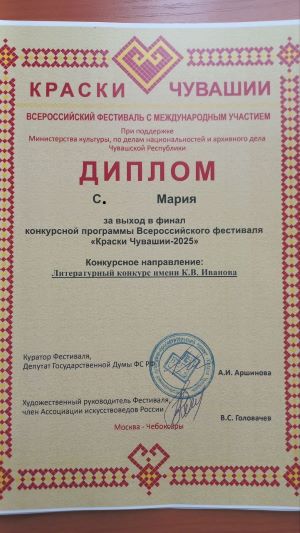 КРАСКИ ЧУВАШИИ
ВСЕРОССИЙСКИЙ ФЕСТИВАЛЬ С МЕЖДУНАРОДНЫМ УЧАСТИЕМ
При поддержке
Министерства культуры, по делам национальностей и архивного дела
Чувашской Республики
ДИПЛОМ
С. Мария
за выход в финал
конкурсной программы Всероссийского фестиваля
«Краски Чувашии-2025»
Конкурсное направление:
Литературный конкурс имени К.В. Иванова
Куратор Фестиваля,
Депутат Государственной Думы ФС РФ
А.И. Аршинова
Художественный руководитель Фестиваля,
член Ассоциации искусствоведов России
В.С. Головачев
Москва - Чебоксары